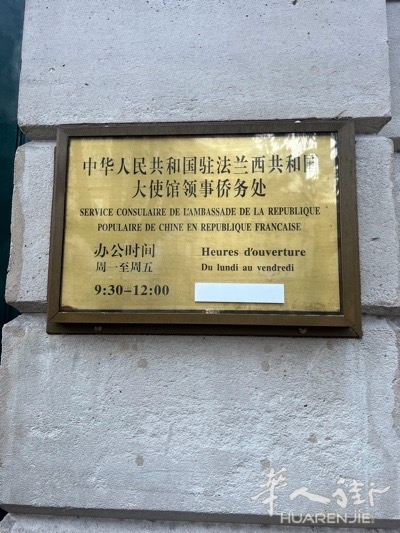 中华人民共和国驻法兰西共和国
大使馆领事侨务处
SERVICE CONSULAIRE DE L'AMBASSADE DE LA REPUBLIQUE
POPULAIRE DE CHINE EN REPUBLIQUE FRANCAISE
办公时间 Heures d'ouverture
周一至周五 Du lundi au vendredi
9:30-12:00
华人街
HUARENJIE